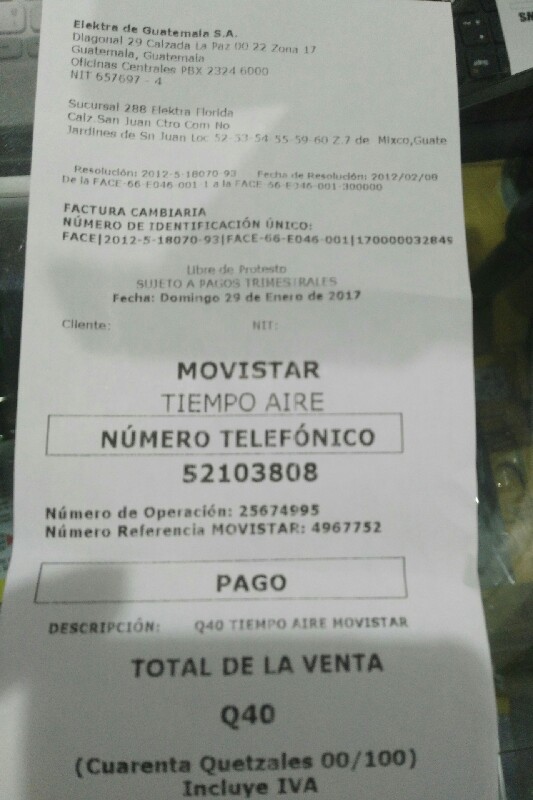 Elektra de Guatemala S.A.
Diagonal 29 Calzada La Paz 00 22 Zona 17
Guatemala, Guatemala
Oficinas Centrales PBX 2324 6000
NIT 657697 - 4
Sucursal 288 Elektra Florida
Calz San Juan Ctro Com No
Jardines de Sn Juan Loc 52-53-54-55-59-60 Z.7 de Mixco,Guate
Resolución: 2012-5-18070-93 Fecha de Resolución: 2012/02/08
De la FACE-66-E046-001 1 a la FACE-66-E046-001-300000
FACTURA CAMBIARIA
NÚMERO DE IDENTIFICACIÓN ÚNICO:
FACE|2012-5-18070-93|FACE-66-E046-001|170000032849
Libre de Protesto
SUJETO A PAGOS TRIMESTRALES
Fecha: Domingo 29 de Enero de 2017
Cliente: NIT:
MOVISTAR
TIEMPO AIRE
NÚMERO TELEFÓNICO
52103808
Número de Operación: 25674995
Número Referencia MOVISTAR: 4967752
PAGO
DESCRIPCIÓN: Q40 TIEMPO AIRE MOVISTAR
TOTAL DE LA VENTA
Q40
(Cuarenta Quetzales 00/100)
Incluye IVA